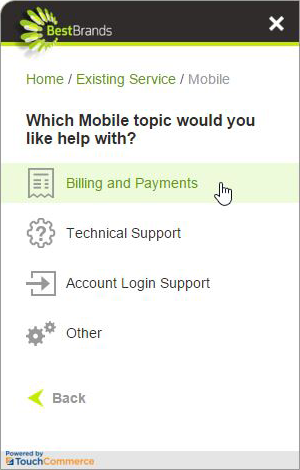 BestBrands
Home / Existing Service / Mobile
Which Mobile topic would you
like help with?
Billing and Payments
Technical Support
Account Login Support
Other
Back
Powered by
TouchCommerce